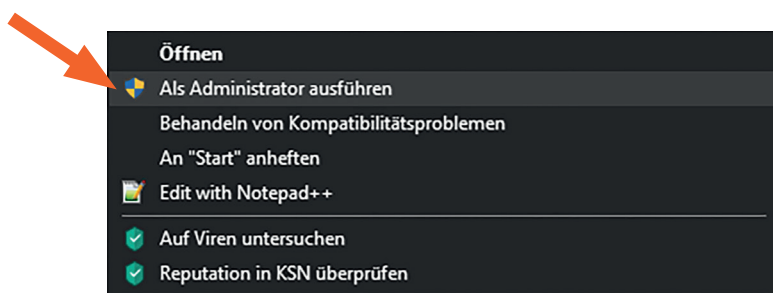 Öffnen
Als Administrator ausführen
Behandeln von Kompatibilitätsproblemen
An "Start" anheften
Edit with Notepad++
Auf Viren untersuchen
Reputation in KSN überprüfen